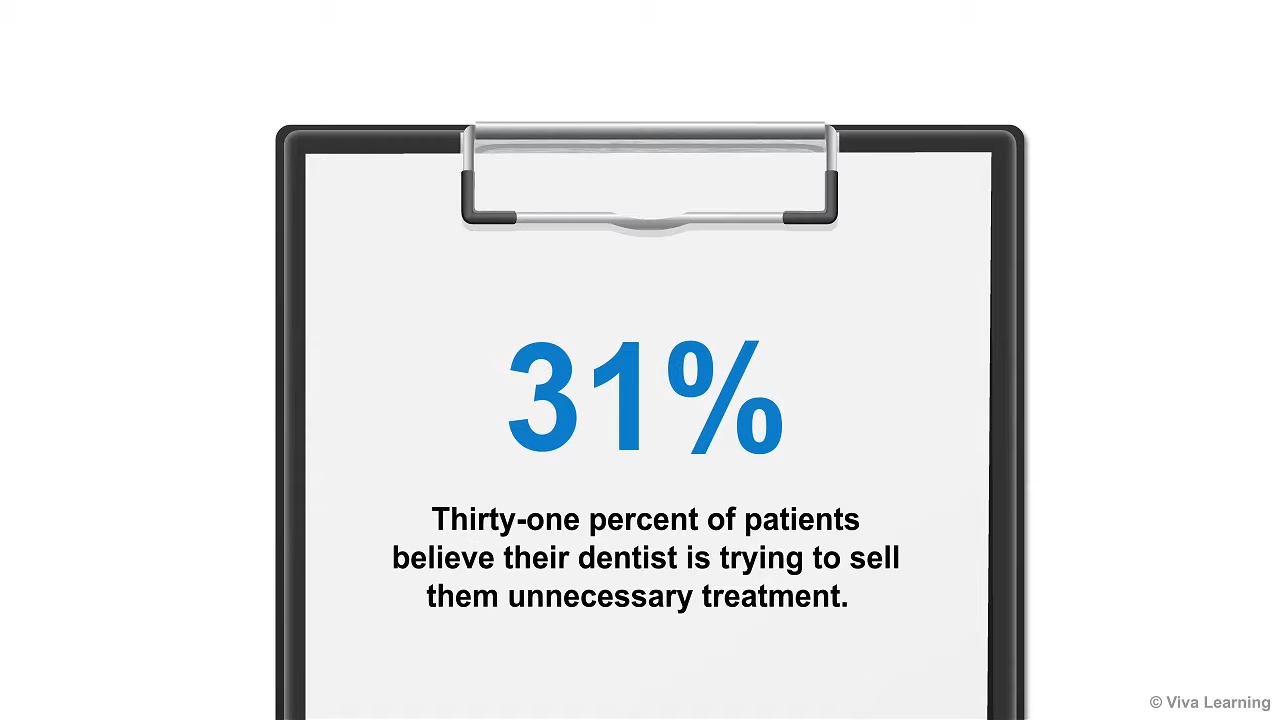 31%
Thirty-one percent of patients
believe their dentist is trying to sell
them unnecessary treatment.
© Viva Learning